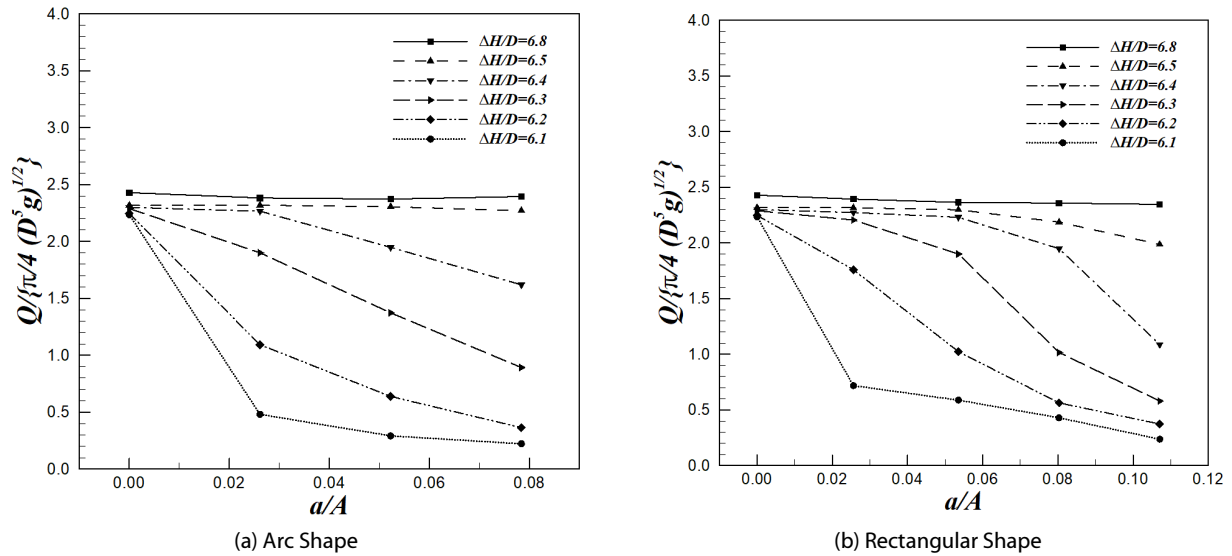 4.0
3.5
3.0
2.5
2.0
1.5
1.0
0.5
0.0
Q/{π/4 (D⁵g)¹/²}
ΔH/D=6.8
ΔH/D=6.5
ΔH/D=6.4
ΔH/D=6.3
ΔH/D=6.2
ΔH/D=6.1
0.00 0.02 0.04 0.06 0.08
a/A
(a) Arc Shape
4.0
3.5
3.0
2.5
2.0
1.5
1.0
0.5
0.0
Q/{π/4 (D⁵g)¹/²}
ΔH/D=6.8
ΔH/D=6.5
ΔH/D=6.4
ΔH/D=6.3
ΔH/D=6.2
ΔH/D=6.1
0.00 0.02 0.04 0.06 0.08 0.10 0.12
a/A
(b) Rectangular Shape